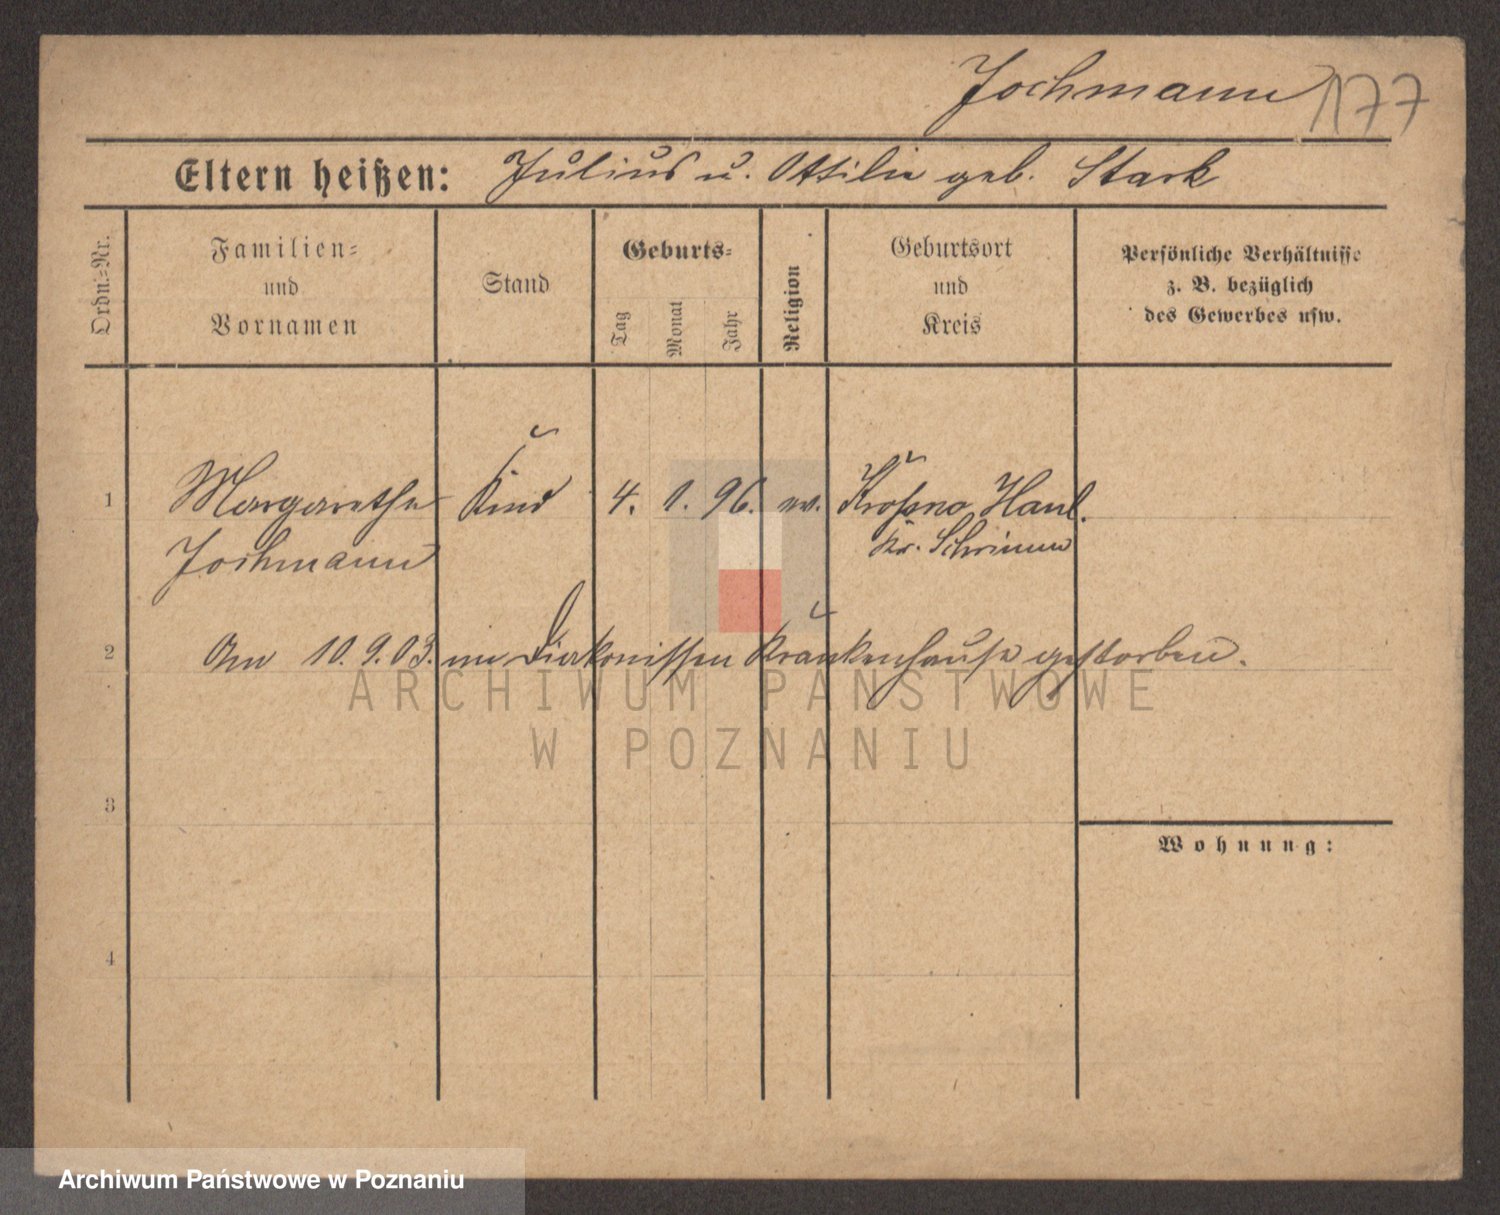 Jochmann 177
Eltern heißen: Julius u. Ottilie geb. Stark
Ordn.=Nr.
Familien=
und
Vornamen
Stand
Geburts=
Tag
Monat
Jahr
Religion
Geburtsort
und
Kreis
Persönliche Verhältnisse
z. B. bezüglich
des Gewerbes usw.
1 Margarethe Kind 4. 1. 96. ev. Krosno Haul.
Jochmann Kr. Schrimm
2 Am 10.9.03. im Diakonissen Krankenhause gestorben.
ARCHIWUM PAŃSTWOWE
W POZNANIU
3
Wohnung:
4
Archiwum Państwowe w Poznaniu